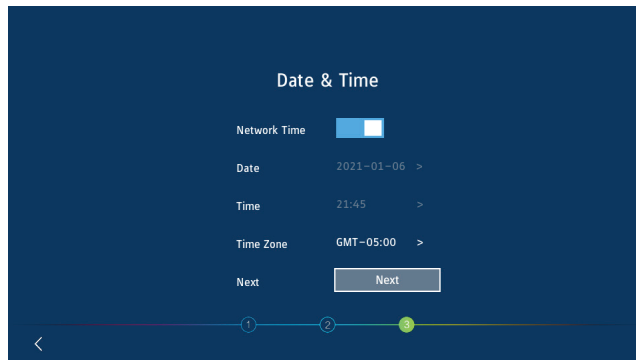 Date & Time
Network Time
Date 2021-01-06 >
Time 21:45 >
Time Zone GMT-05:00 >
Next Next
1 2 3
<